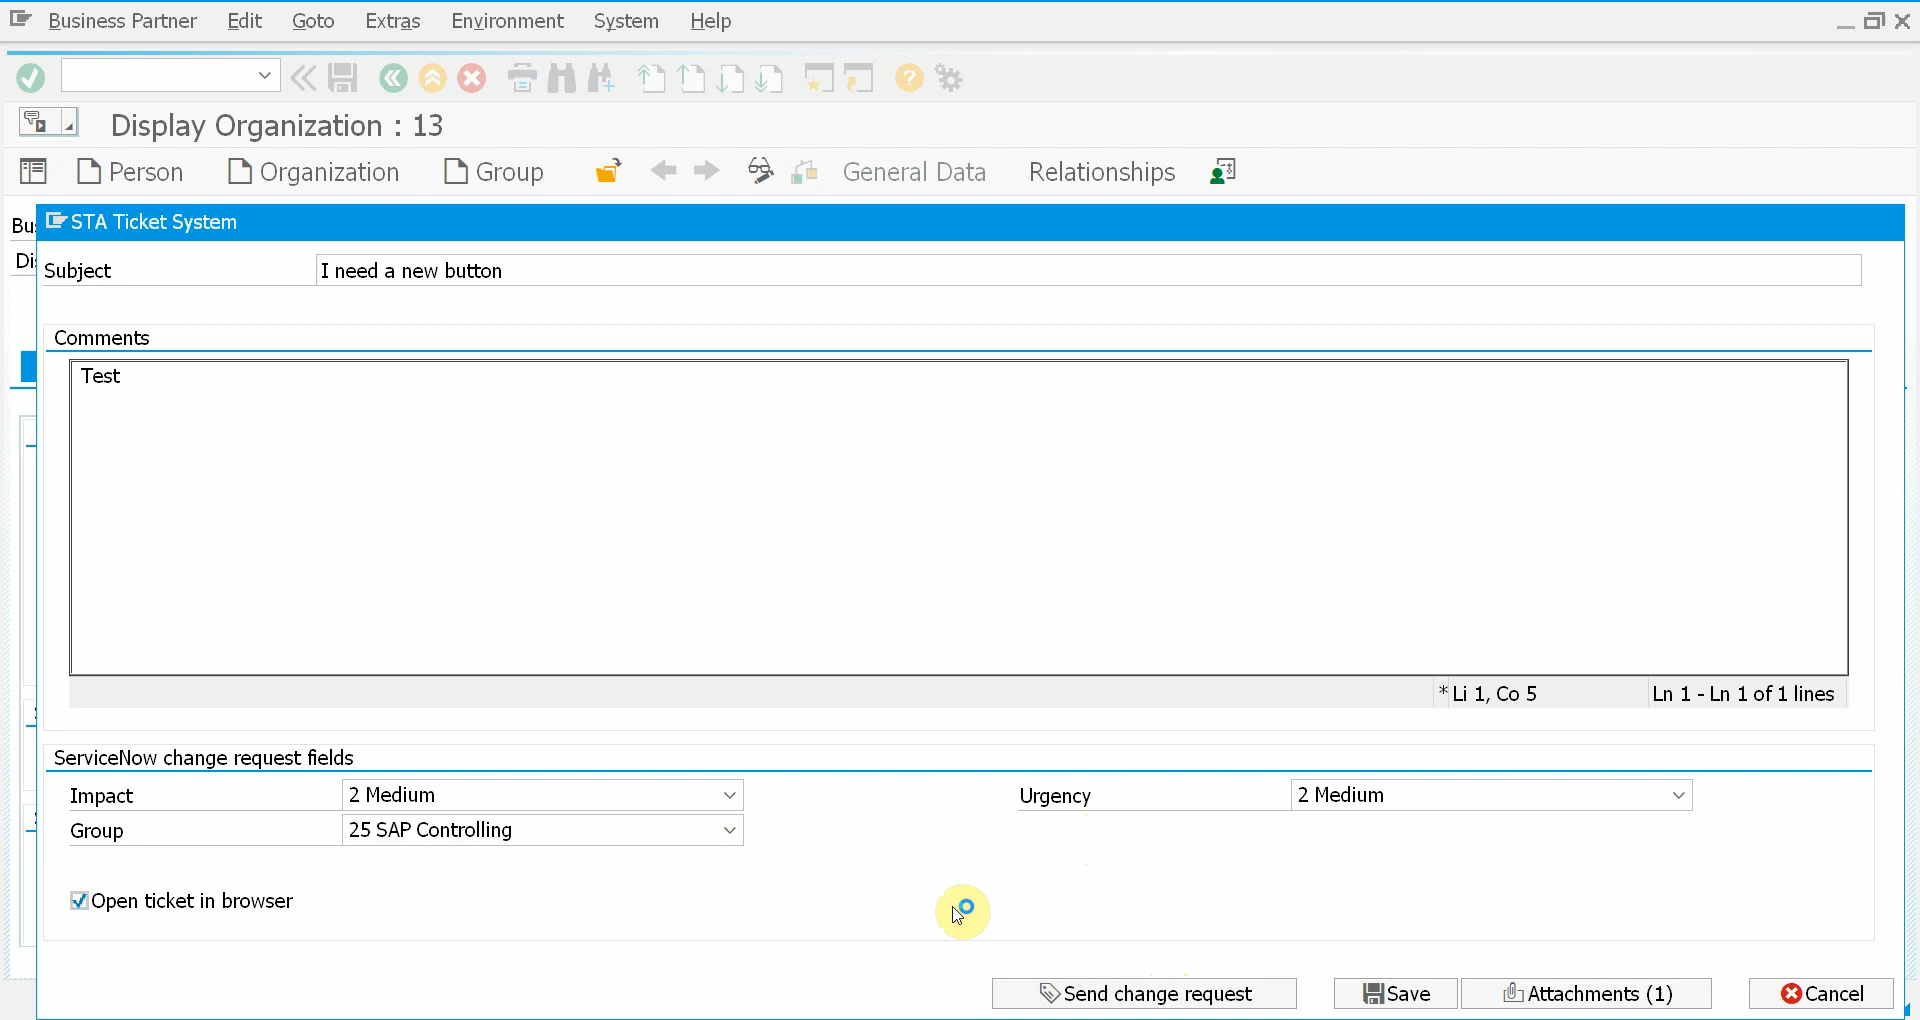 Business Partner Edit Goto Extras Environment System Help
Display Organization : 13
Person Organization Group General Data Relationships
Bu
STA Ticket System
Di
Subject I need a new button
Comments
Test
* Li 1, Co 5 Ln 1 - Ln 1 of 1 lines
ServiceNow change request fields
Impact 2 Medium Urgency 2 Medium
Group 25 SAP Controlling
Open ticket in browser
Send change request Save Attachments (1) Cancel